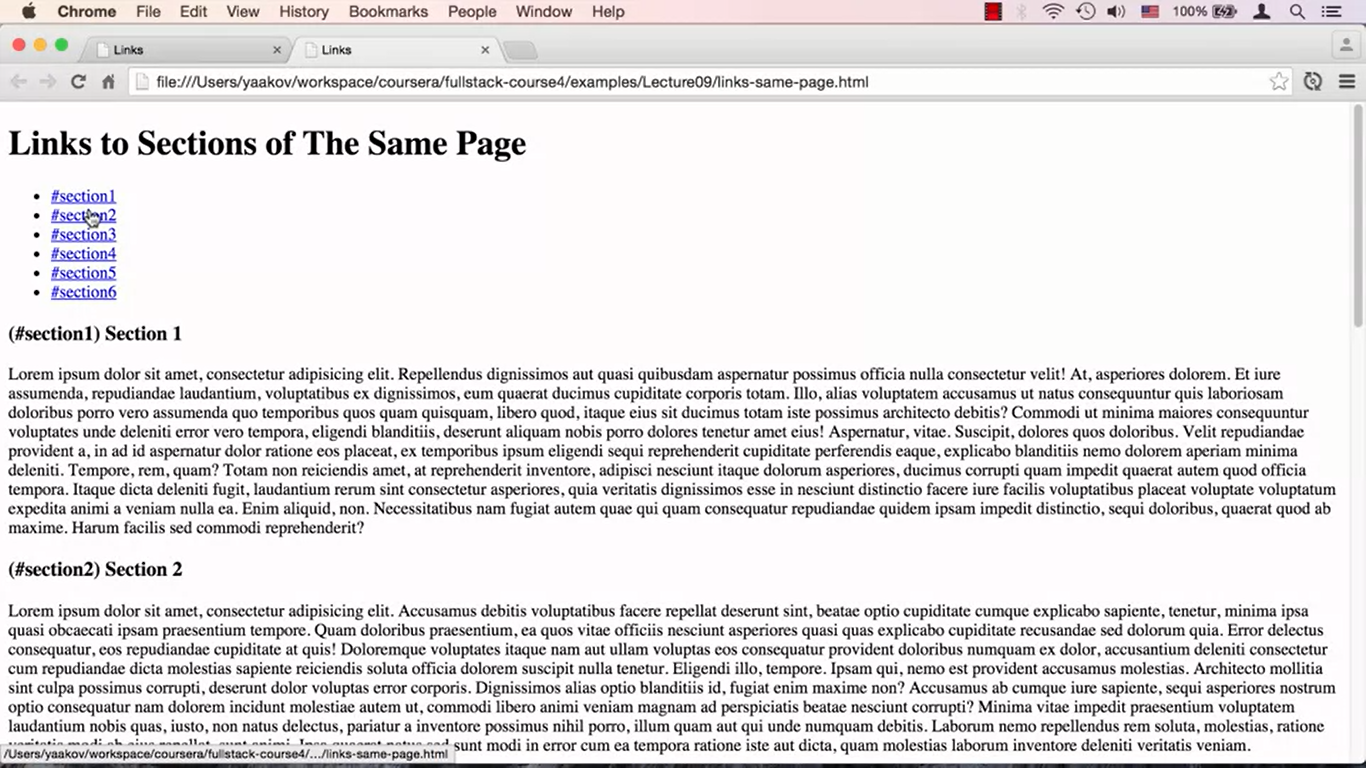 Chrome File Edit View History Bookmarks People Window Help 100%
Links Links
file:///Users/yaakov/workspace/coursera/fullstack-course4/examples/Lecture09/links-same-page.html
Links to Sections of The Same Page
• #section1
• #section2
• #section3
• #section4
• #section5
• #section6
(#section1) Section 1
Lorem ipsum dolor sit amet, consectetur adipisicing elit. Repellendus dignissimos aut quasi quibusdam aspernatur possimus officia nulla consectetur velit! At, asperiores dolorem. Et iure
assumenda, repudiandae laudantium, voluptatibus ex dignissimos, eum quaerat ducimus cupiditate corporis totam. Illo, alias voluptatem accusamus ut natus consequuntur quis laboriosam
doloribus porro vero assumenda quo temporibus quos quam quisquam, libero quod, itaque eius sit ducimus totam iste possimus architecto debitis? Commodi ut minima maiores consequuntur
voluptates unde deleniti error vero tempora, eligendi blanditiis, deserunt aliquam nobis porro dolores tenetur amet eius! Aspernatur, vitae. Suscipit, dolores quos doloribus. Velit repudiandae
provident a, in ad id aspernatur dolor ratione eos placeat, ex temporibus ipsum eligendi sequi reprehenderit cupiditate perferendis eaque, explicabo blanditiis nemo dolorem aperiam minima
deleniti. Tempore, rem, quam? Totam non reiciendis amet, at reprehenderit inventore, adipisci nesciunt itaque dolorum asperiores, ducimus corrupti quam impedit quaerat autem quod officia
tempora. Itaque dicta deleniti fugit, laudantium rerum sint consectetur asperiores, quia veritatis dignissimos esse in nesciunt distinctio facere iure facilis voluptatibus placeat voluptate voluptatum
expedita animi a veniam nulla ea. Enim aliquid, non. Necessitatibus nam fugiat autem quae qui quam consequatur repudiandae quidem ipsam impedit distinctio, sequi doloribus, quaerat quod ab
maxime. Harum facilis sed commodi reprehenderit?
(#section2) Section 2
Lorem ipsum dolor sit amet, consectetur adipisicing elit. Accusamus debitis voluptatibus facere repellat deserunt sint, beatae optio cupiditate cumque explicabo sapiente, tenetur, minima ipsa
quasi obcaecati ipsam praesentium tempore. Quam doloribus praesentium, ea quos vitae officiis nesciunt asperiores quasi quas explicabo cupiditate recusandae sed dolorum quia. Error delectus
consequatur, eos repudiandae cupiditate at quis! Doloremque voluptates itaque nam aut ullam voluptas eos consequatur provident doloribus numquam ex dolor, accusantium deleniti consectetur
cum repudiandae dicta molestias sapiente reiciendis soluta officia dolorem suscipit nulla tenetur. Eligendi illo, tempore. Ipsam qui, nemo est provident accusamus molestias. Architecto mollitia
sint culpa possimus corrupti, deserunt dolor voluptas error corporis. Dignissimos alias optio blanditiis id, fugiat enim maxime non? Accusamus ab cumque iure sapiente, sequi asperiores nostrum
optio consequatur nam dolorem incidunt molestiae autem ut, commodi libero animi veniam magnam ad perspiciatis beatae nesciunt corrupti? Minima vitae impedit praesentium voluptatem
laudantium nobis quas, iusto, non natus delectus, pariatur a inventore possimus nihil porro, illum quam aut qui unde numquam debitis. Laborum nemo repellendus rem soluta, molestias, ratione
sunt modi in error cum ea tempora ratione iste aut dicta, quam molestias laborum inventore deleniti veritatis veniam.
/Users/yaakov/workspace/coursera/fullstack-course4/…/links-same-page.html